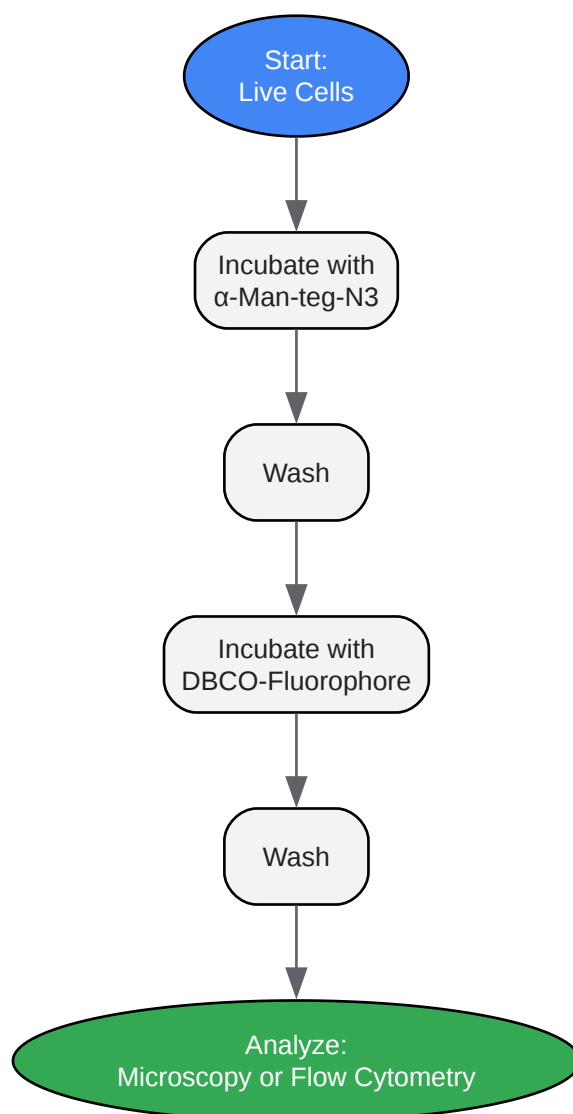 Start:
Live Cells
Incubate with
α-Man-teg-N3
Wash
Incubate with
DBCO-Fluorophore
Wash
Analyze:
Microscopy or Flow Cytometry